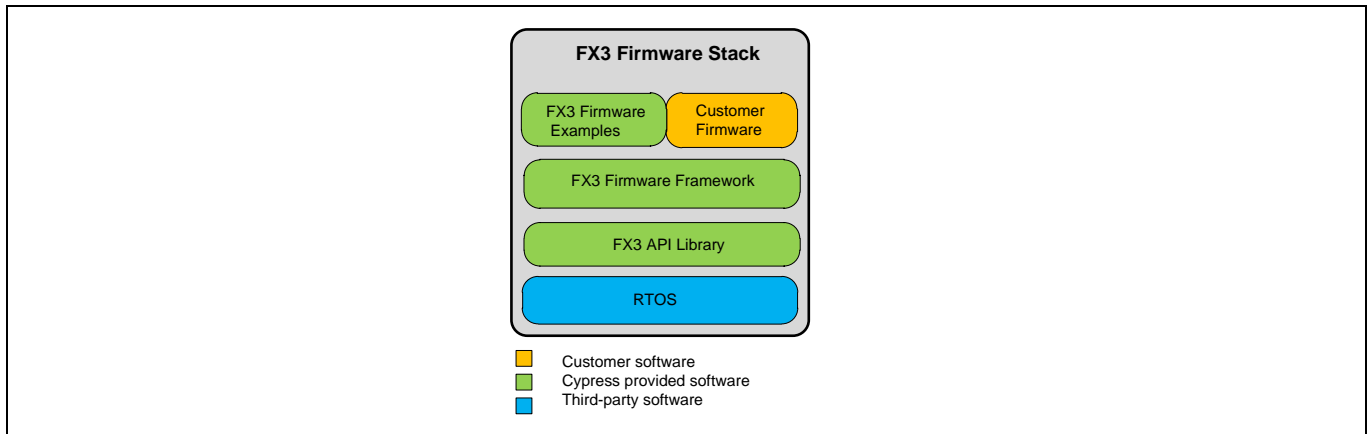 FX3 Firmware Stack
FX3 Firmware
Examples
Customer
Firmware
FX3 Firmware Framework
FX3 API Library
RTOS
Customer software
Cypress provided software
Third-party software